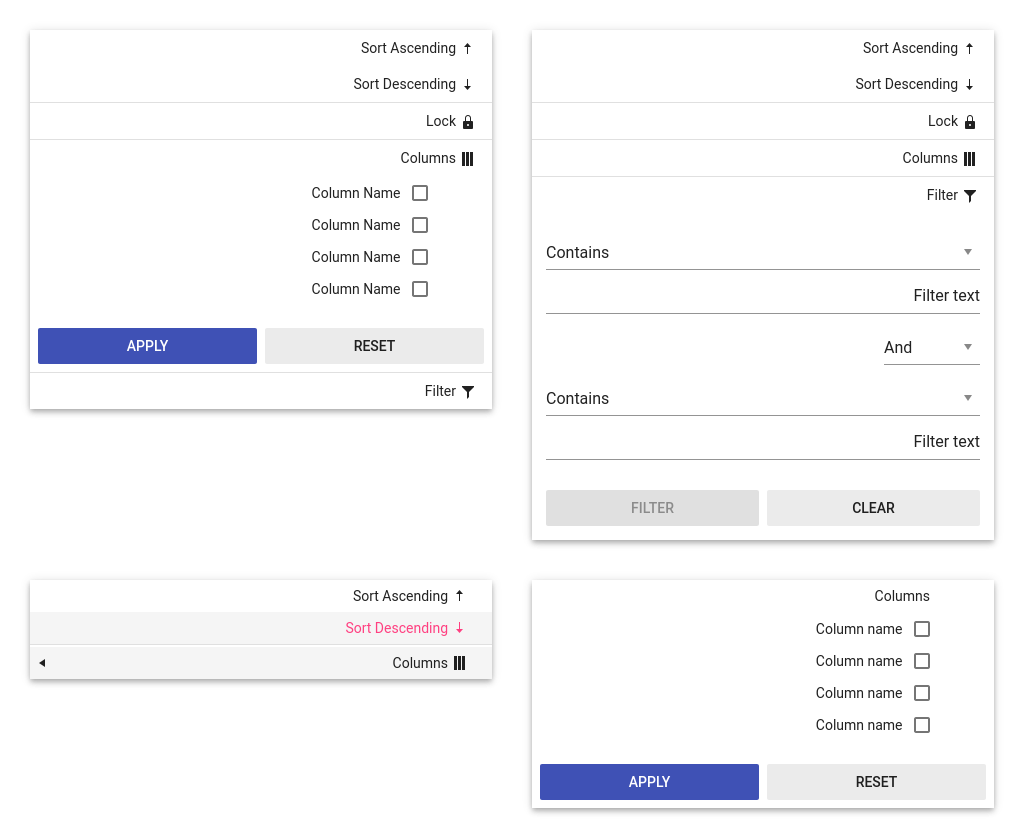 Sort Ascending
Sort Descending
Lock
Columns
Column Name
Column Name
Column Name
Column Name
APPLY
RESET
Filter
Sort Ascending
Sort Descending
Lock
Columns
Filter
Contains
Filter text
And
Contains
Filter text
FILTER
CLEAR
Sort Ascending
Sort Descending
Columns
Columns
Column name
Column name
Column name
Column name
APPLY
RESET